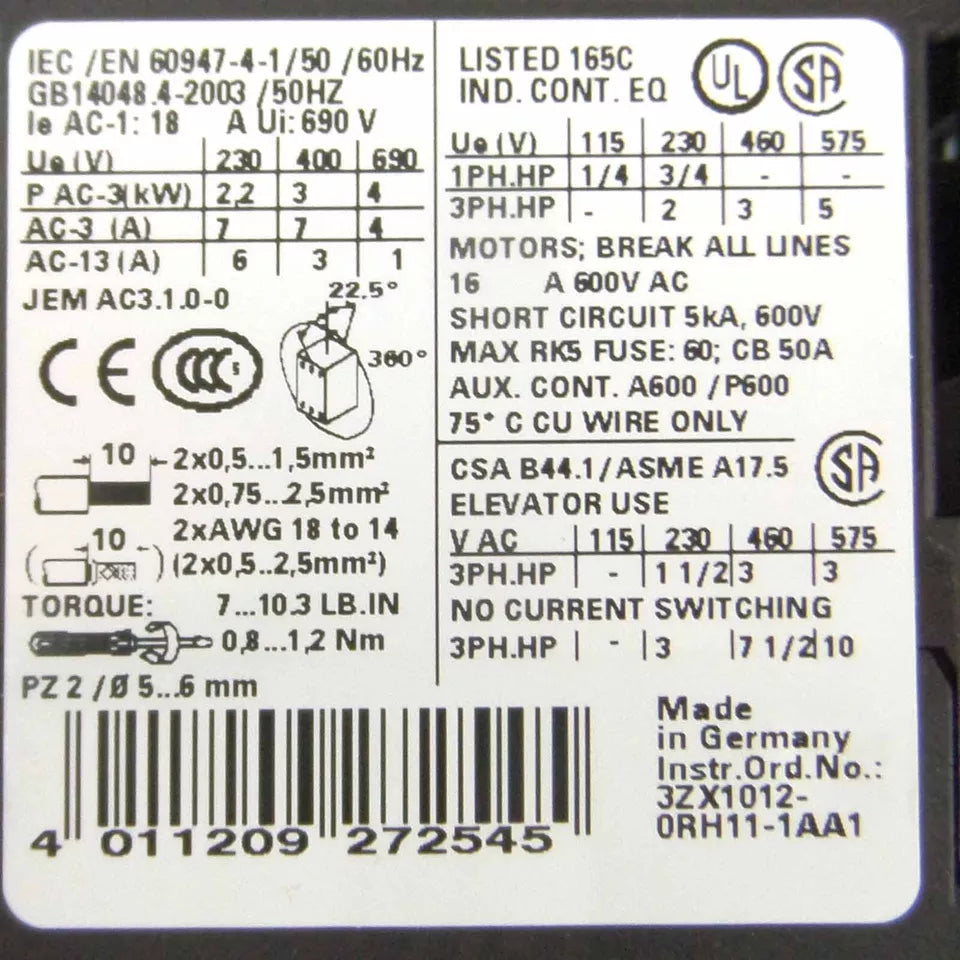 IEC /EN 60947-4-1/50 /60Hz
GB14048.4-2003 /50HZ
Ie AC-1: 18 A Ui: 690 V
Ue (V) | 230 | 400 | 690
P AC-3(kW) | 2,2 | 3 | 4
AC-3 (A) | 7 | 7 | 4
AC-13 (A) | 6 | 3 | 1
JEM AC3.1.0-0
22.5°
360°
CE CCC S
10 2x0,5...1,5mm²
2x0,75...2,5mm²
2xAWG 18 to 14
( 10 ) (2x0,5..2,5mm²)
TORQUE: 7...10.3 LB.IN
0,8...1,2 Nm
PZ 2 /Ø 5...6 mm
LISTED 165C
IND. CONT. EQ
UL SA
Ue (V) | 115 | 230 | 460 | 575
1PH.HP | 1/4 | 3/4 | - | -
3PH.HP | - | 2 | 3 | 5
MOTORS; BREAK ALL LINES
16 A 600V AC
SHORT CIRCUIT 5kA, 600V
MAX RK5 FUSE: 60; CB 50A
AUX. CONT. A600 /P600
75° C CU WIRE ONLY
CSA B44.1/ASME A17.5 SA
ELEVATOR USE
V AC | 115 | 230 | 460 | 575
3PH.HP | - | 1 1/2 | 3 | 3
NO CURRENT SWITCHING
3PH.HP | - | 3 | 7 1/2 | 10
4 011209 272545
Made
in Germany
Instr.Ord.No.:
3ZX1012-
0RH11-1AA1